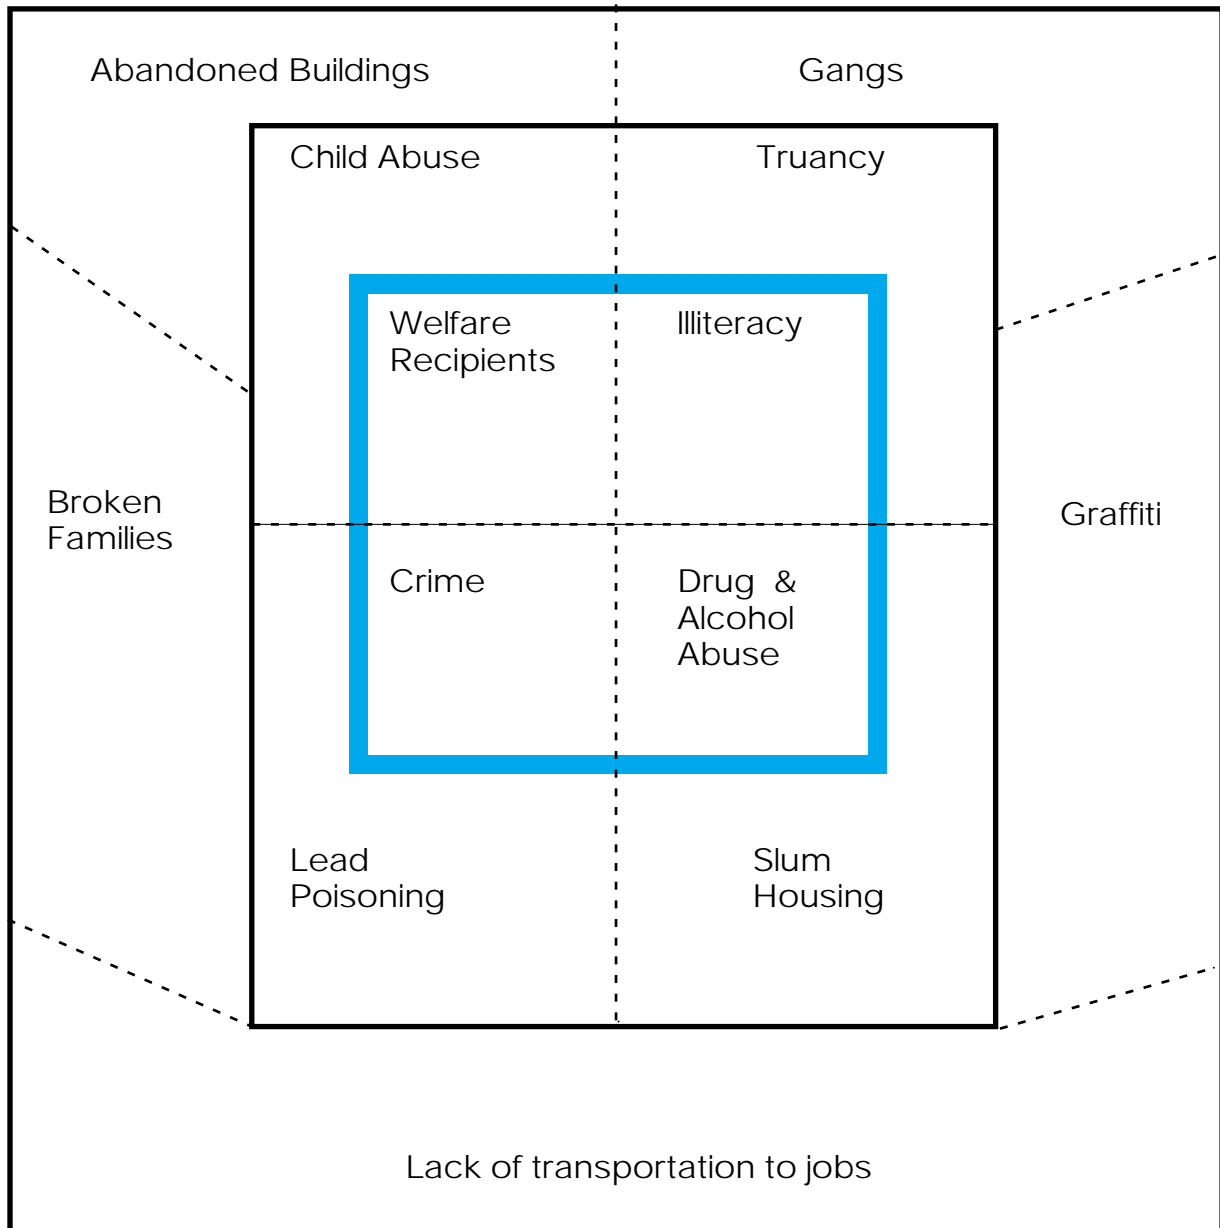 Abandoned Buildings
Gangs
Child Abuse
Truancy
Welfare
Recipients
Illiteracy
Broken
Families
Graffiti
Crime
Drug & 
Alcohol
Abuse
Lead
Poisoning
Slum
Housing
Lack of transportation to jobs